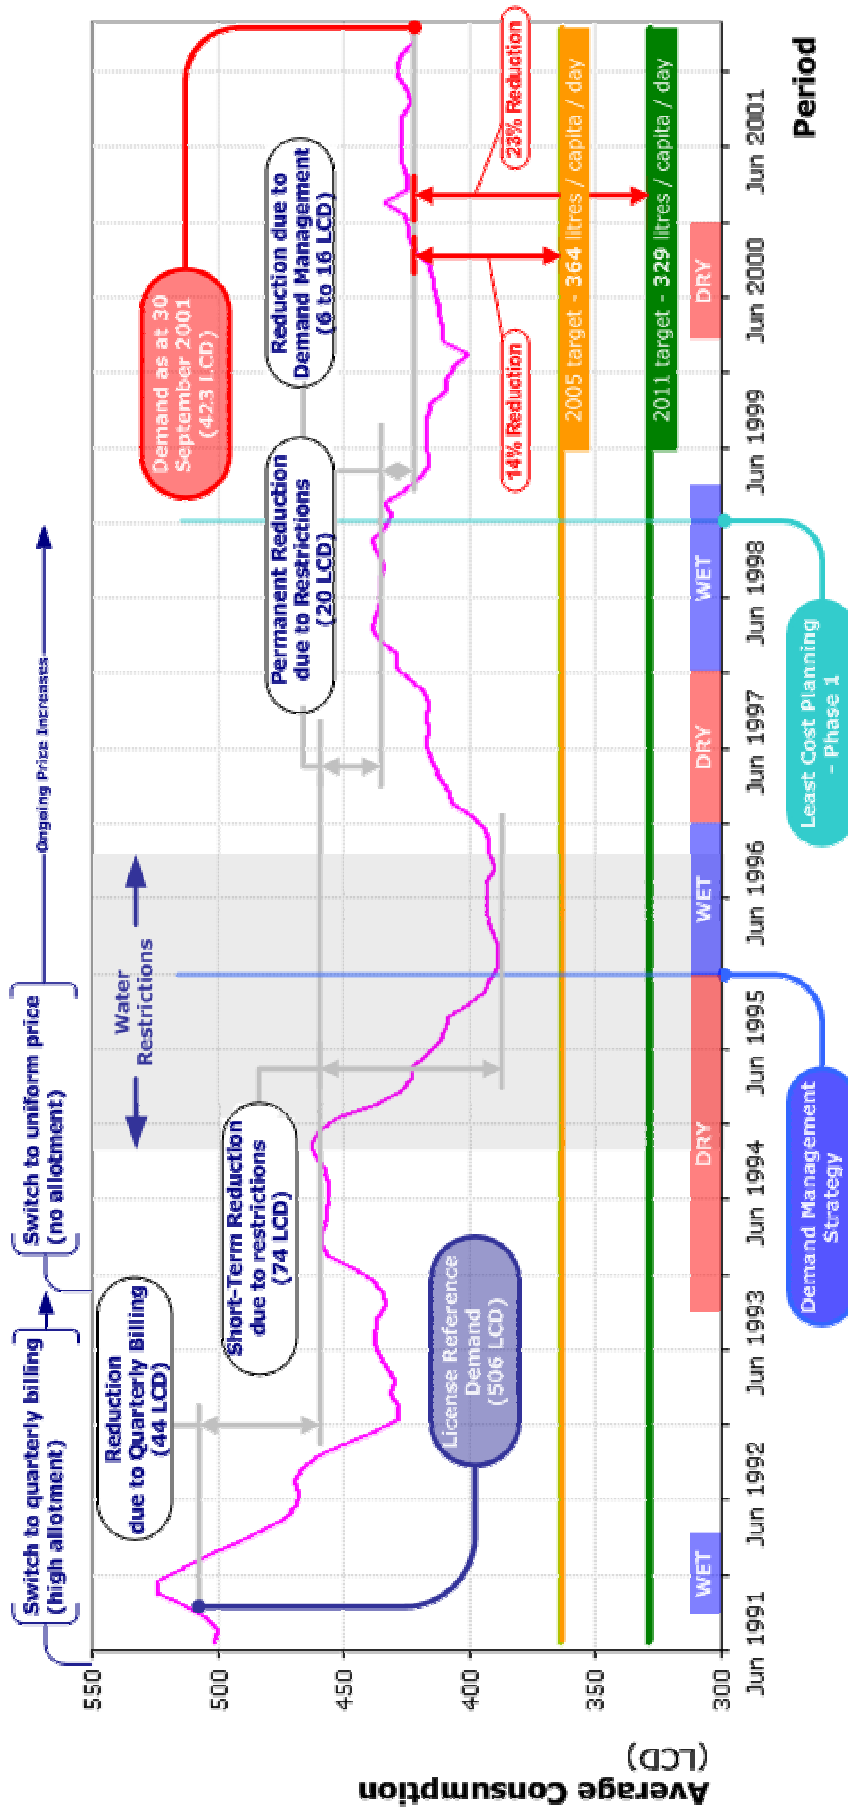 Switch to quarterly billing
(high allotment)
Switch to uniform price
(no allotment)
Ongoing Price Increases
Water
Restrictions
Reduction
due to Quarterly Billing
(44 LCD)
Short-Term Reduction
due to restrictions
(74 LCD)
Permanent Reduction
due to Restrictions
(20 LCD)
Reduction due to
Demand Management
(6 to 16 LCD)
Demand as at 30
September 2001
(423 LCD)
License Reference
Demand
(506 LCD)
14% Reduction
23% Reduction
2005 target - 364 litres / capita / day
2011 target - 329 litres / capita / day
550
500
450
400
350
300
Average Consumption
(LCD)
WET
DRY
WET
DRY
WET
DRY
Jun 1991
Jun 1992
Jun 1993
Jun 1994
Jun 1995
Jun 1996
Jun 1997
Jun 1998
Jun 1999
Jun 2000
Jun 2001
Period
Demand Management
Strategy
Least Cost Planning
- Phase 1